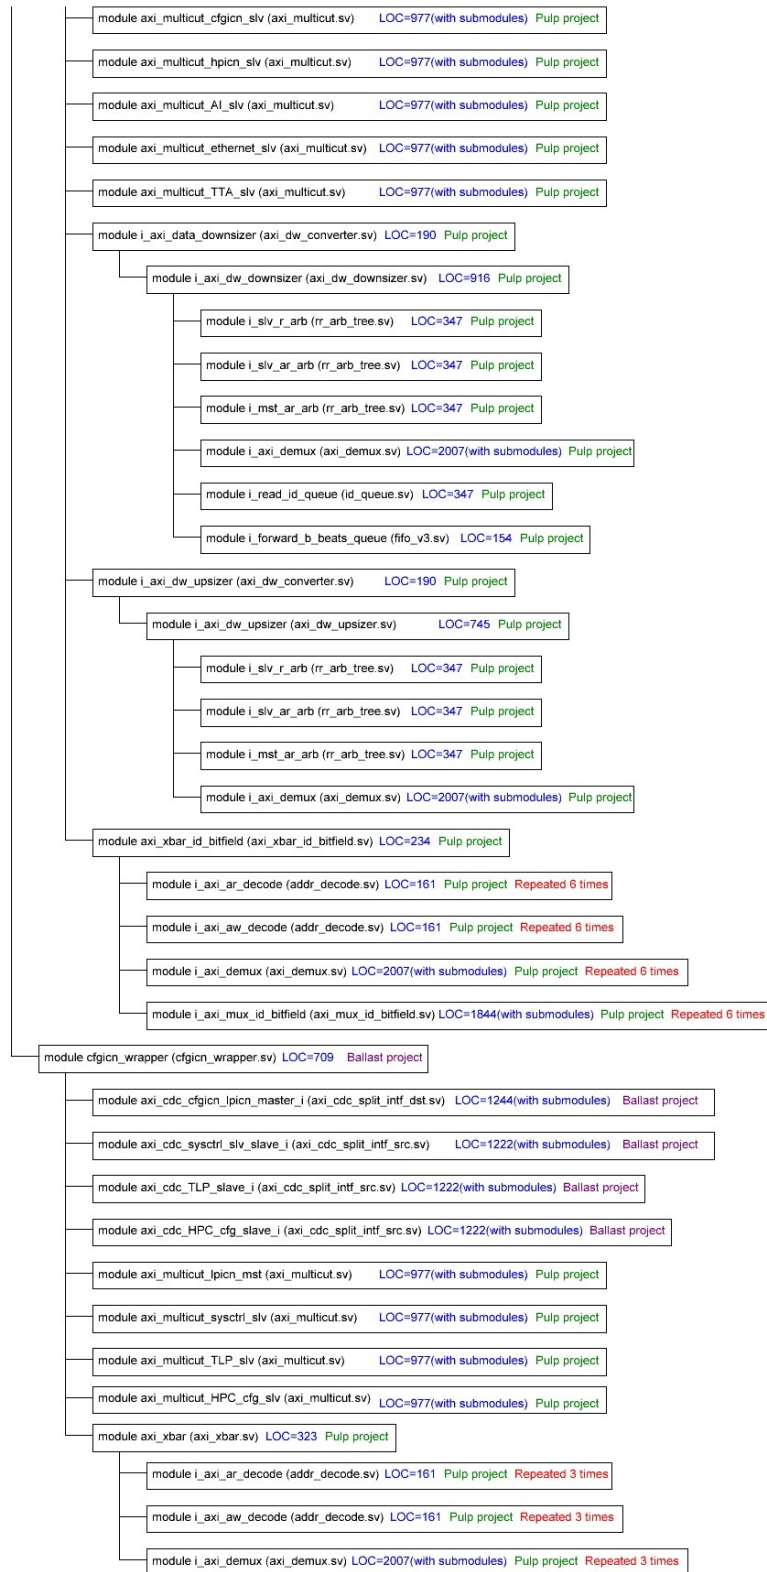 module axi_multicut_cfgicn_slv (axi_multicut.sv) LOC=977(with submodules) Pulp project
module axi_multicut_hpicn_slv (axi_multicut.sv) LOC=977(with submodules) Pulp project
module axi_multicut_AI_slv (axi_multicut.sv) LOC=977(with submodules) Pulp project
module axi_multicut_ethernet_slv (axi_multicut.sv) LOC=977(with submodules) Pulp project
module axi_multicut_TTA_slv (axi_multicut.sv) LOC=977(with submodules) Pulp project
module i_axi_data_downsizer (axi_dw_converter.sv) LOC=190 Pulp project
module i_axi_dw_downsizer (axi_dw_downsizer.sv) LOC=916 Pulp project
module i_slv_r_arb (rr_arb_tree.sv) LOC=347 Pulp project
module i_slv_ar_arb (rr_arb_tree.sv) LOC=347 Pulp project
module i_mst_ar_arb (rr_arb_tree.sv) LOC=347 Pulp project
module i_axi_demux (axi_demux.sv) LOC=2007(with submodules) Pulp project
module i_read_id_queue (id_queue.sv) LOC=347 Pulp project
module i_forward_b_beats_queue (fifo_v3.sv) LOC=154 Pulp project
module i_axi_dw_upsizer (axi_dw_converter.sv) LOC=190 Pulp project
module i_axi_dw_upsizer (axi_dw_upsizer.sv) LOC=745 Pulp project
module i_slv_r_arb (rr_arb_tree.sv) LOC=347 Pulp project
module i_slv_ar_arb (rr_arb_tree.sv) LOC=347 Pulp project
module i_mst_ar_arb (rr_arb_tree.sv) LOC=347 Pulp project
module i_axi_demux (axi_demux.sv) LOC=2007(with submodules) Pulp project
module axi_xbar_id_bitfield (axi_xbar_id_bitfield.sv) LOC=234 Pulp project
module i_axi_ar_decode (addr_decode.sv) LOC=161 Pulp project Repeated 6 times
module i_axi_aw_decode (addr_decode.sv) LOC=161 Pulp project Repeated 6 times
module i_axi_demux (axi_demux.sv) LOC=2007(with submodules) Pulp project Repeated 6 times
module i_axi_mux_id_bitfield (axi_mux_id_bitfield.sv) LOC=1844(with submodules) Pulp project Repeated 6 times
module cfgicn_wrapper (cfgicn_wrapper.sv) LOC=709 Ballast project
module axi_cdc_cfgicn_lpicn_master_i (axi_cdc_split_intf_dst.sv) LOC=1244(with submodules) Ballast project
module axi_cdc_sysctrl_slv_slave_i (axi_cdc_split_intf_src.sv) LOC=1222(with submodules) Ballast project
module axi_cdc_TLP_slave_i (axi_cdc_split_intf_src.sv) LOC=1222(with submodules) Ballast project
module axi_cdc_HPC_cfg_slave_i (axi_cdc_split_intf_src.sv) LOC=1222(with submodules) Ballast project
module axi_multicut_lpicn_mst (axi_multicut.sv) LOC=977(with submodules) Pulp project
module axi_multicut_sysctrl_slv (axi_multicut.sv) LOC=977(with submodules) Pulp project
module axi_multicut_TLP_slv (axi_multicut.sv) LOC=977(with submodules) Pulp project
module axi_multicut_HPC_cfg_slv (axi_multicut.sv) LOC=977(with submodules) Pulp project
module axi_xbar (axi_xbar.sv) LOC=323 Pulp project
module i_axi_ar_decode (addr_decode.sv) LOC=161 Pulp project Repeated 3 times
module i_axi_aw_decode (addr_decode.sv) LOC=161 Pulp project Repeated 3 times
module i_axi_demux (axi_demux.sv) LOC=2007(with submodules) Pulp project Repeated 3 times